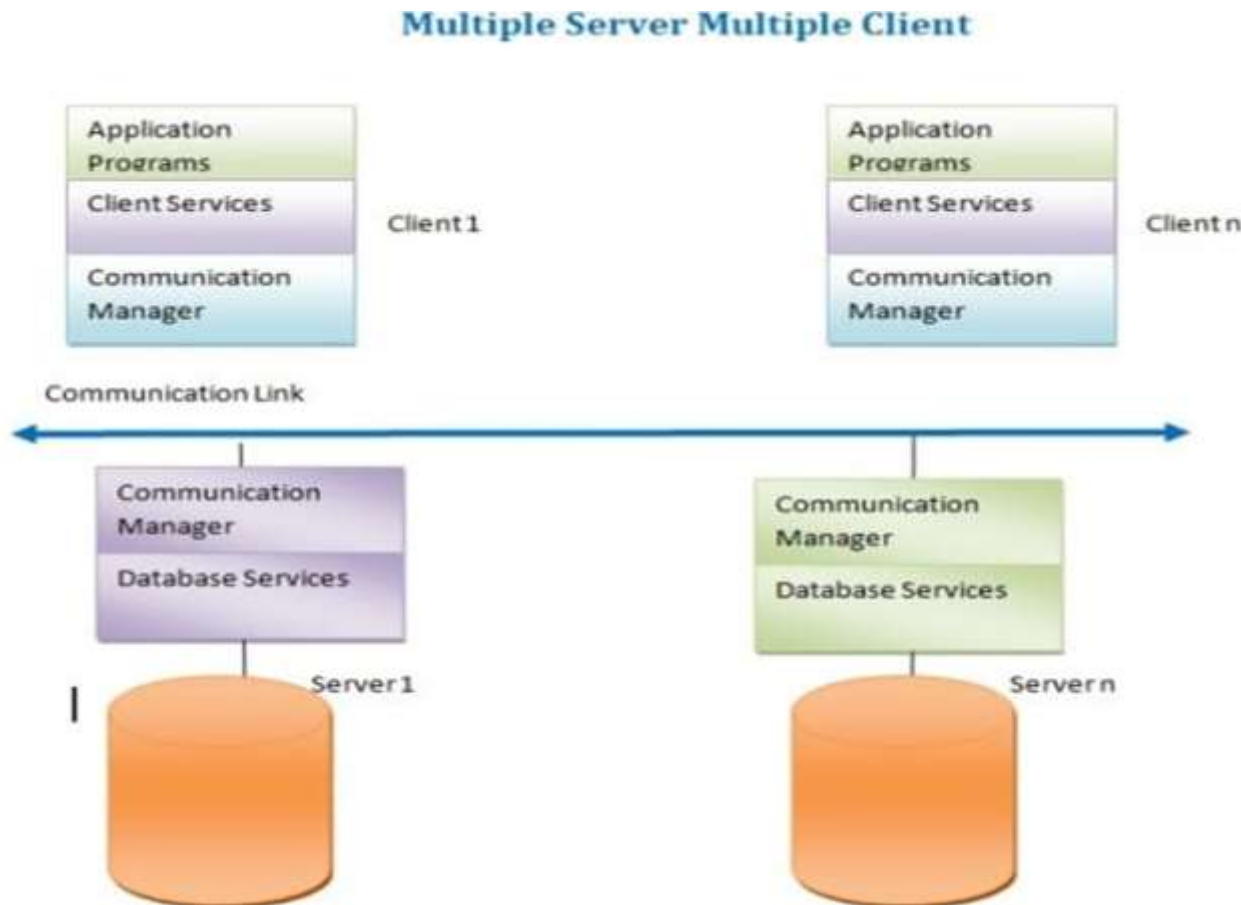 Multiple Server Multiple Client
Application
Programs
Client Services
Communication
Manager
Client 1
Application
Programs
Client Services
Communication
Manager
Client n
Communication Link
Communication
Manager
Database Services
Server 1
Communication
Manager
Database Services
Server n